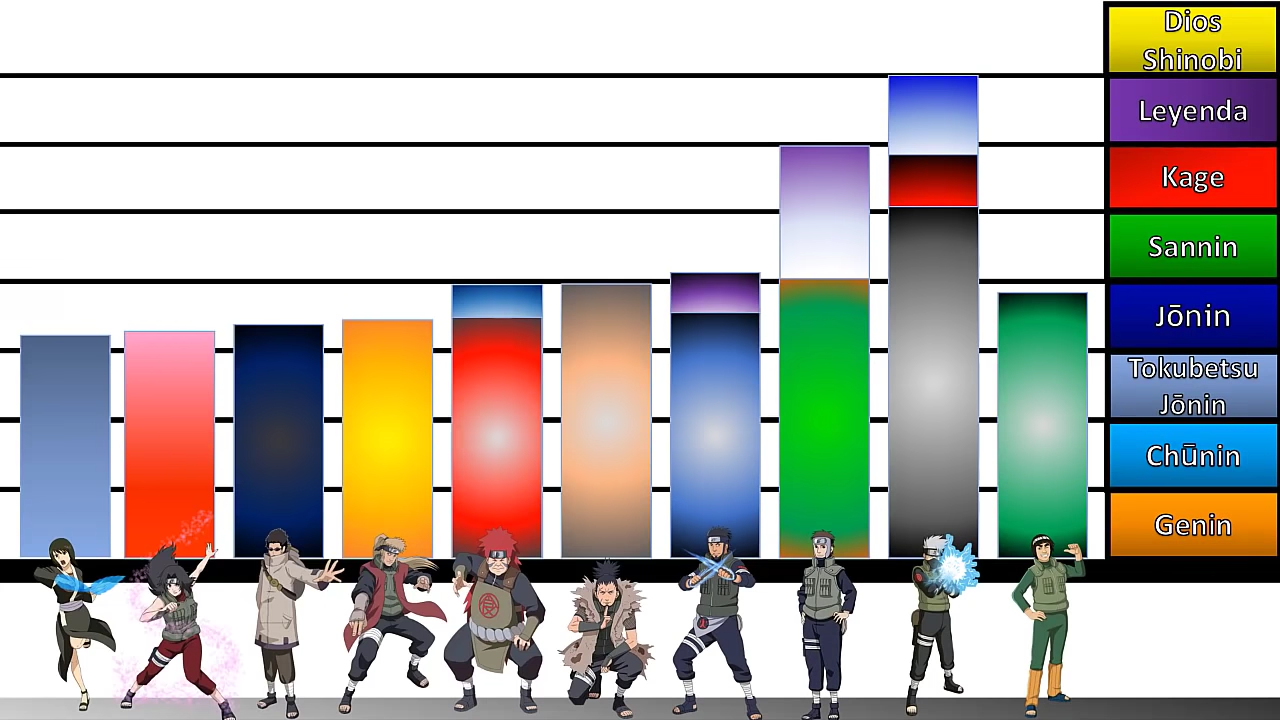 Dios
Shinobi
Leyenda
Kage
Sannin
Jōnin
Tokubetsu
Jōnin
Chūnin
Genin